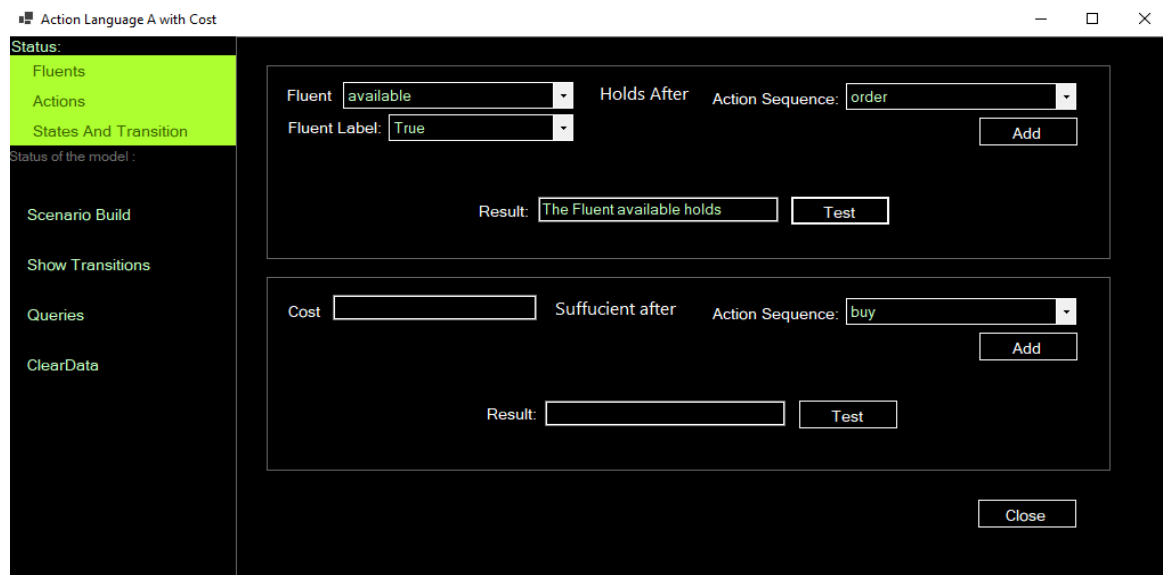 Action Language A with Cost
Status:
Fluents
Actions
States And Transition
Status of the model :
Scenario Build
Show Transitions
Queries
ClearData
Fluent available Holds After Action Sequence: order
Fluent Label: True Add
Result: The Fluent available holds Test
Cost Suffucient after Action Sequence: buy
Add
Result: Test
Close